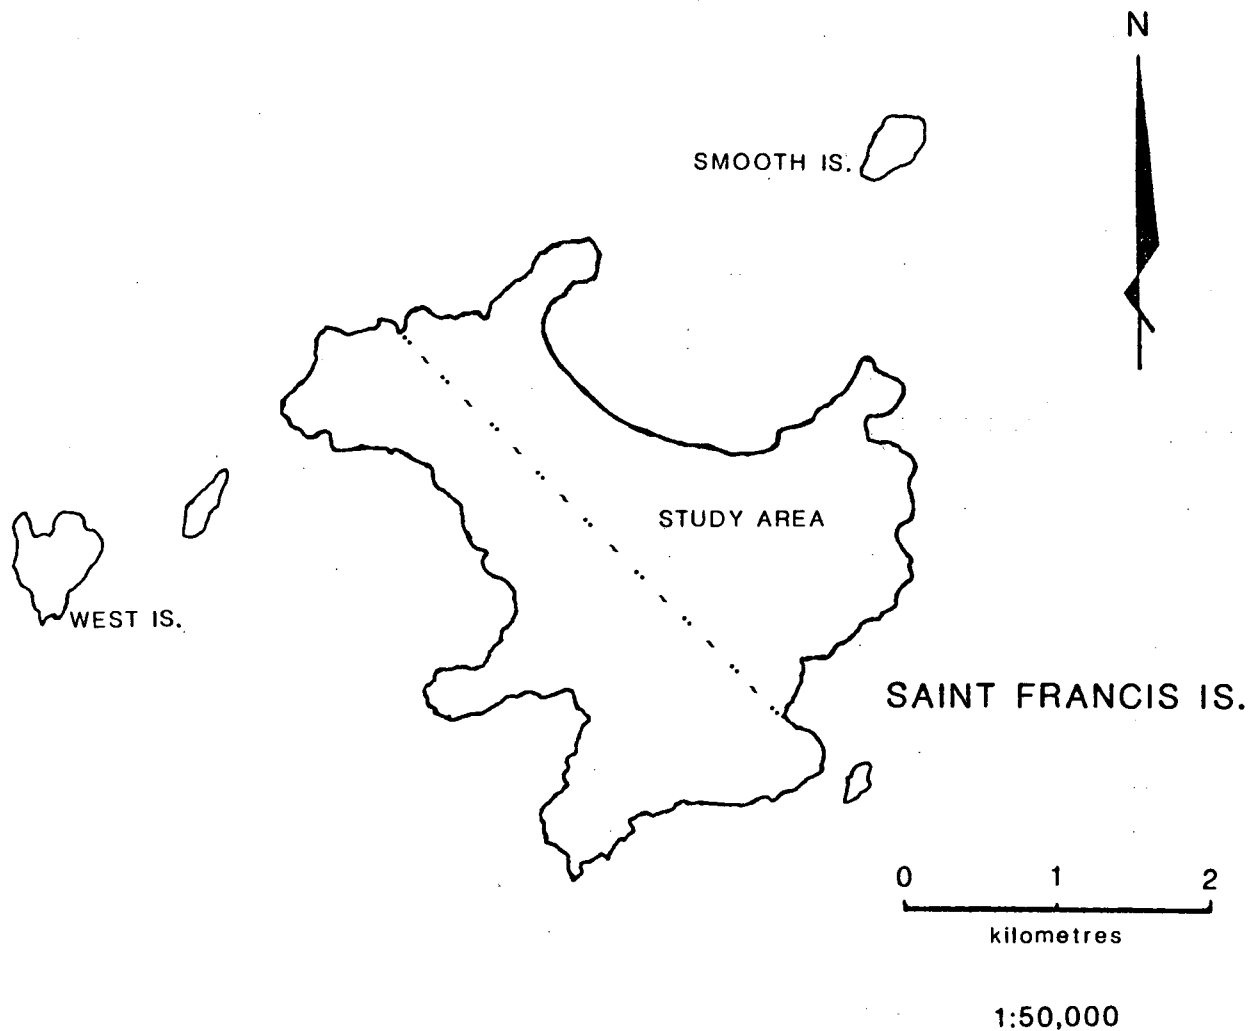 N
SMOOTH IS.
STUDY AREA
WEST IS.
SAINT FRANCIS IS.
0 1 2
kilometres
1:50,000